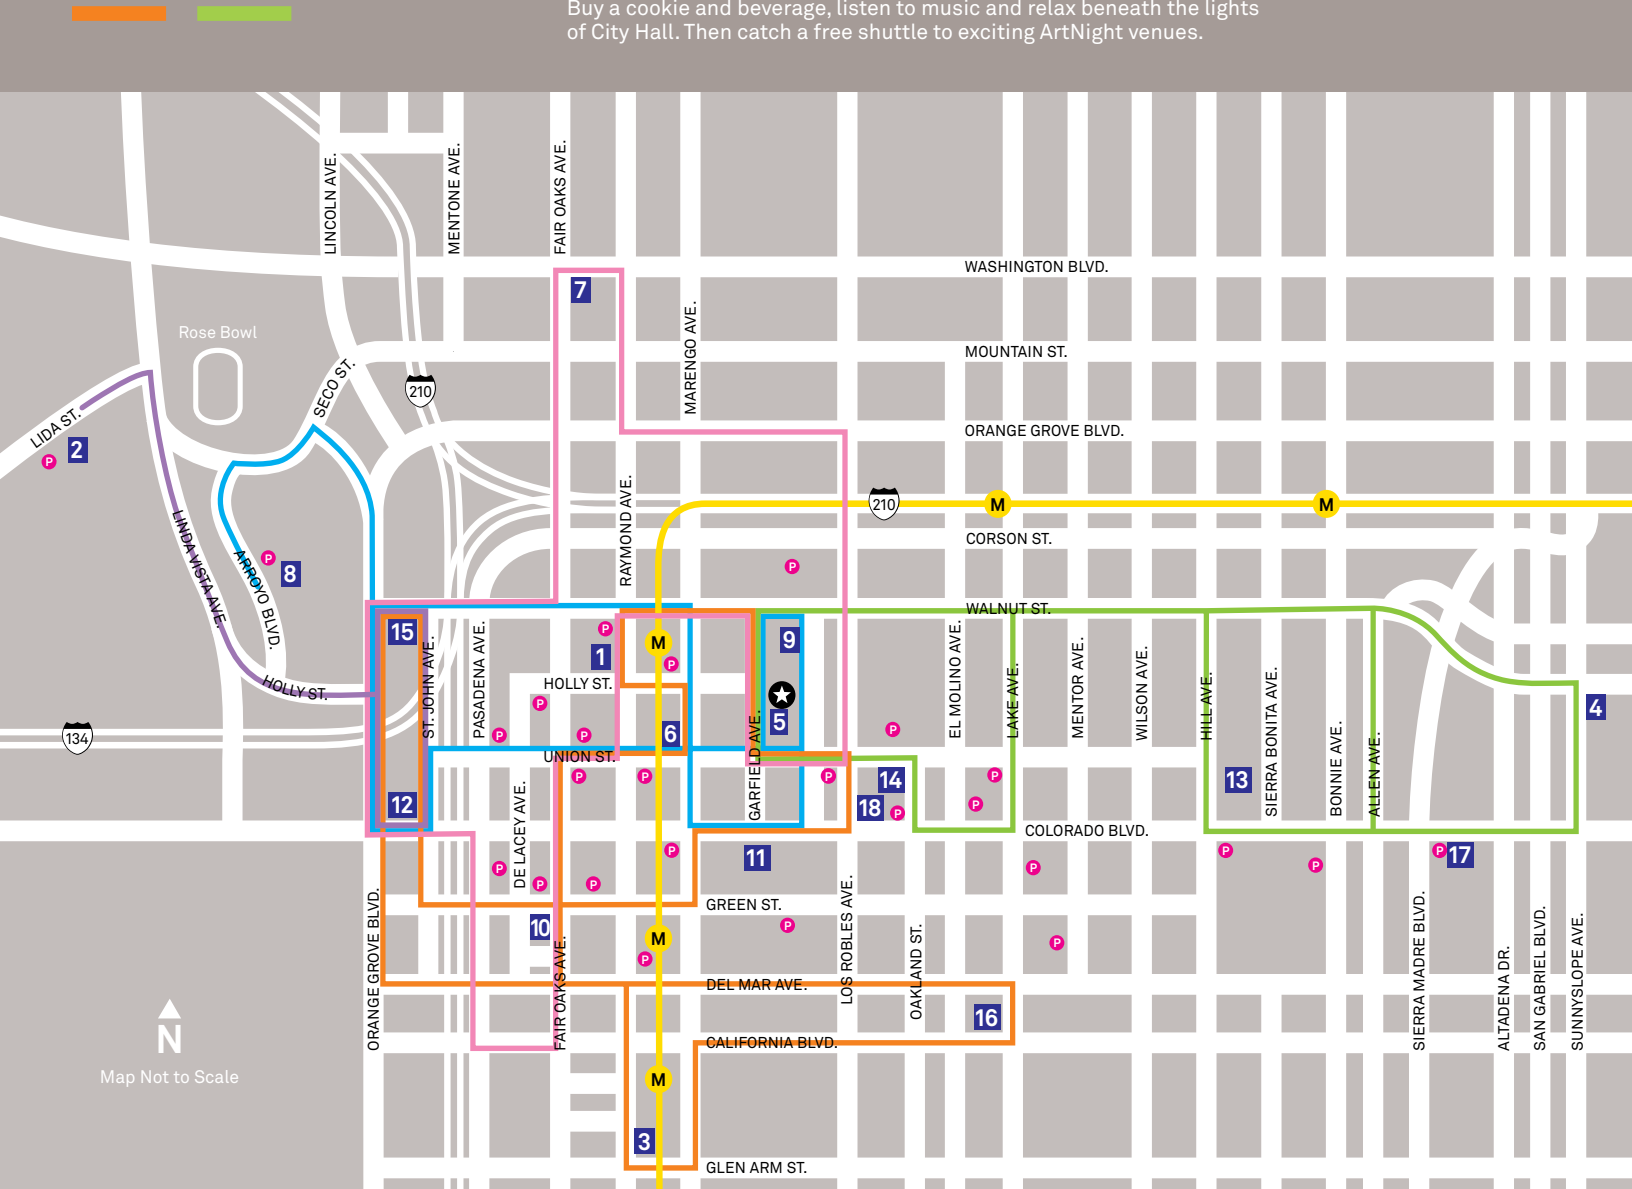 Buy a cookie and beverage, listen to music and relax beneath the lights
of City Hall. Then catch a free shuttle to exciting ArtNight venues.
LINCOLN AVE.
MENTONE AVE.
FAIR OAKS AVE.
WASHINGTON BLVD.
7
Rose Bowl
MARENGO AVE.
MOUNTAIN ST.
SECO ST.
210
LIDA ST.
2
P
ORANGE GROVE BLVD.
RAYMOND AVE.
210
M
M
LINDA VISTA AVE.
CORSON ST.
ARROYO BLVD.
P
8
P
WALNUT ST.
15
P
1
M
P
9
ST. JOHN AVE.
PASADENA AVE.
EL MOLINO AVE.
LAKE AVE.
MENTOR AVE.
WILSON AVE.
HILL AVE.
SIERRA BONITA AVE.
BONNIE AVE.
ALLEN AVE.
HOLLY ST.
HOLLY ST.
P
4
134
P
P
6
5
P
GARFIELD AVE.
UNION ST.
P
P
P
14
P
13
12
DE LACEY AVE.
18
P
P
COLORADO BLVD.
P
11
P
P
P
17
P
P
P
P
ORANGE GROVE BLVD.
GREEN ST.
LOS ROBLES AVE.
OAKLAND ST.
SIERRA MADRE BLVD.
ALTADENA DR.
SAN GABRIEL BLVD.
SUNNYSLOPE AVE.
10
FAIR OAKS AVE.
M
P
P
P
DEL MAR AVE.
16
N
CALIFORNIA BLVD.
Map Not to Scale
M
3
GLEN ARM ST.